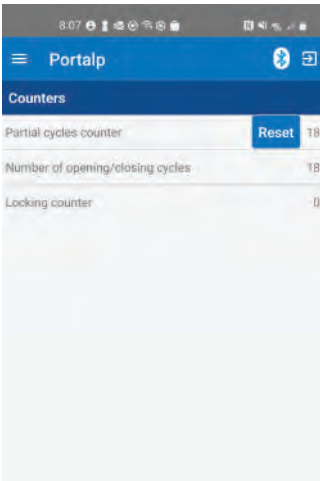 8:07
Portalp
Counters
Partial cycles counter Reset 18
Number of opening/closing cycles 18
Locking counter 0